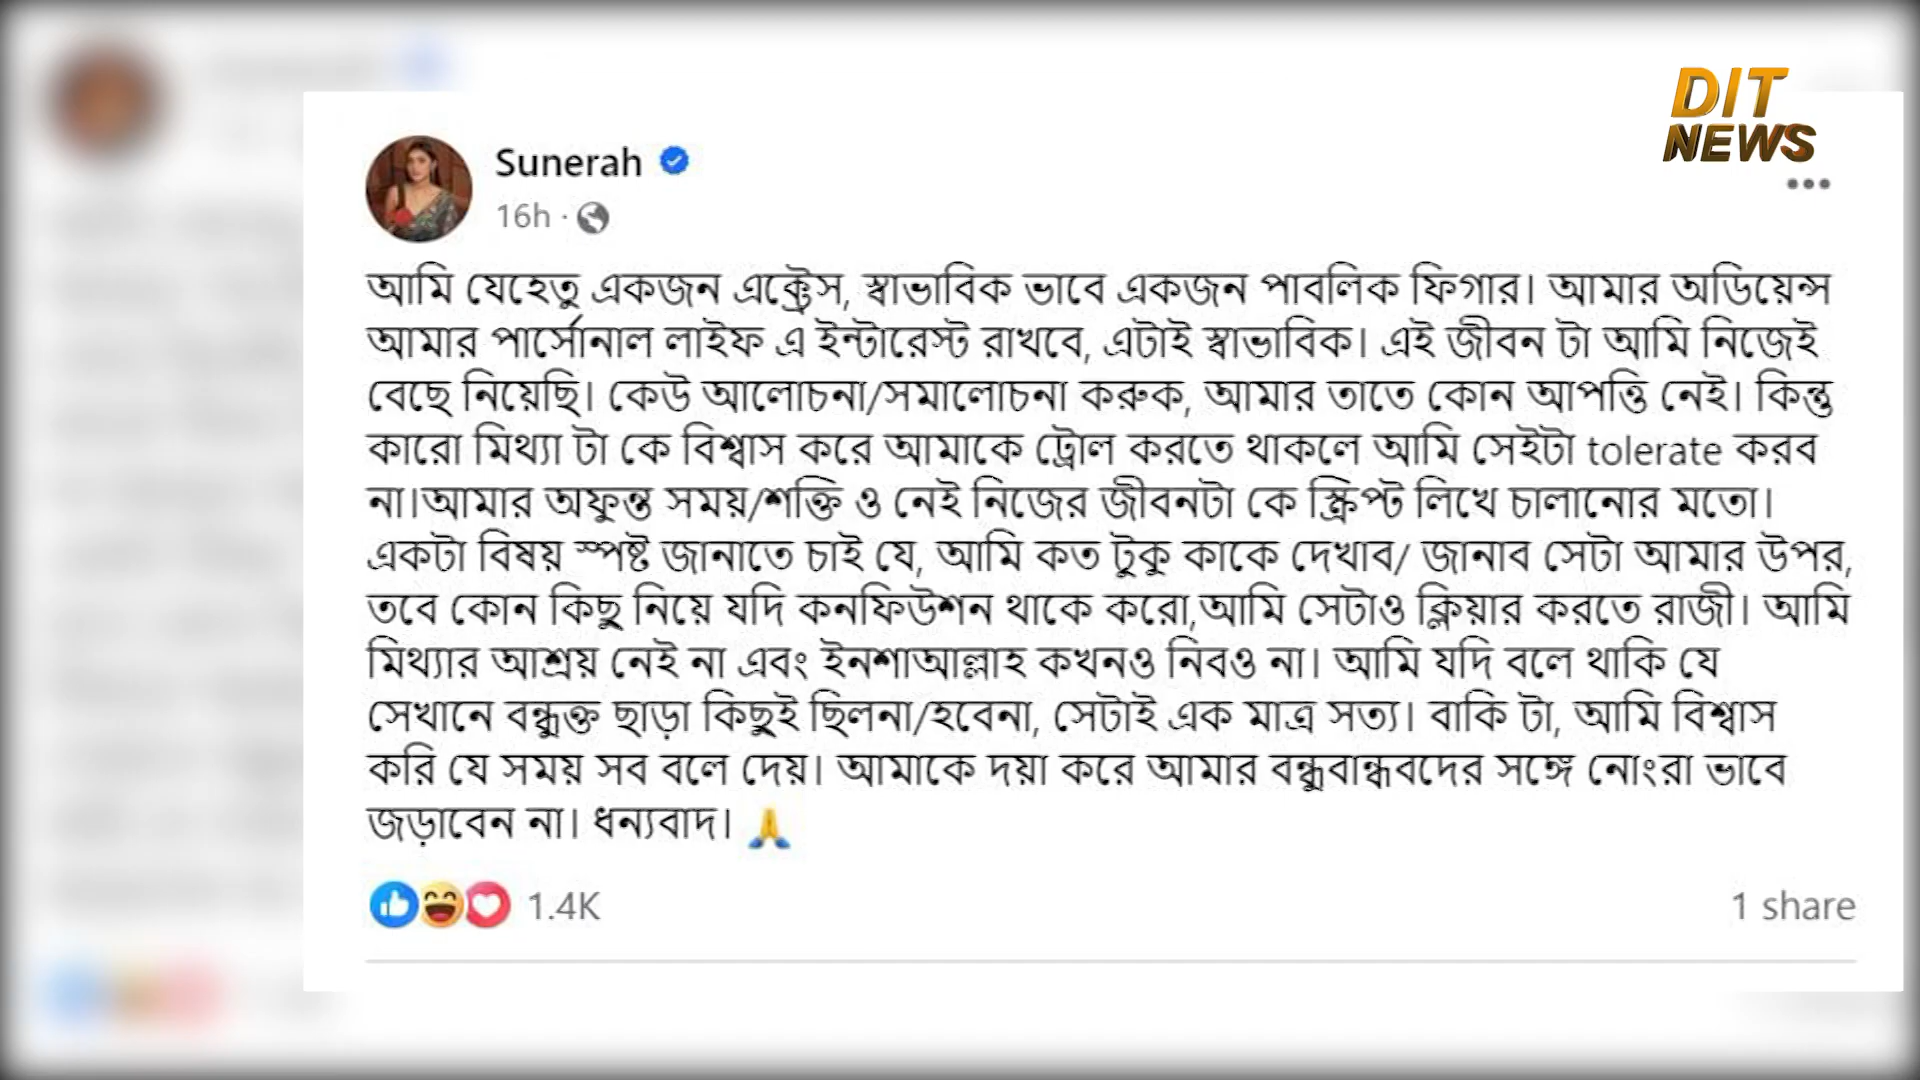 DIT
NEWS
Sunerah
16h ·
আমি যেহেতু একজন এক্ট্রেস, স্বাভাবিক ভাবে একজন পাবলিক ফিগার। আমার অডিয়েন্স
আমার পার্সোনাল লাইফ এ ইন্টারেস্ট রাখবে, এটাই স্বাভাবিক। এই জীবন টা আমি নিজেই
বেছে নিয়েছি। কেউ আলোচনা/সমালোচনা করুক, আমার তাতে কোন আপত্তি নেই। কিন্তু
কারো মিথ্যা টা কে বিশ্বাস করে আমাকে ট্রোল করতে থাকলে আমি সেইটা tolerate করব
না।আমার অফুন্ত সময়/শক্তি ও নেই নিজের জীবনটা কে স্ক্রিপ্ট লিখে চালানোর মতো।
একটা বিষয় স্পষ্ট জানাতে চাই যে, আমি কত টুকু কাকে দেখাব/ জানাব সেটা আমার উপর,
তবে কোন কিছু নিয়ে যদি কনফিউশন থাকে করো,আমি সেটাও ক্লিয়ার করতে রাজী। আমি
মিথ্যার আশ্রয় নেই না এবং ইনশাআল্লাহ কখনও নিবও না। আমি যদি বলে থাকি যে
সেখানে বন্ধুক্ত ছাড়া কিছুই ছিলনা/হবেনা, সেটাই এক মাত্র সত্য। বাকি টা, আমি বিশ্বাস
করি যে সময় সব বলে দেয়। আমাকে দয়া করে আমার বন্ধুবান্ধবদের সঙ্গে নোংরা ভাবে
জড়াবেন না। ধন্যবাদ। 🙏
1.4K
1 share